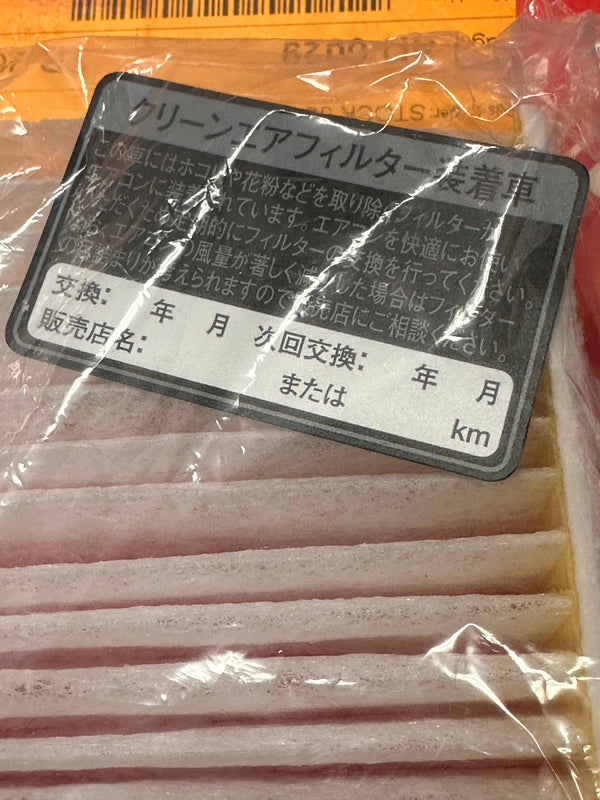 0029
STOCK
クリーンエアフィルター装着車
この車にはホコリや花粉などを取り除くフィルターが
エアコンに装着されています。エアコンを快適にお使い
いただくため定期的にフィルターの交換を行ってください。
なお、エアコンの風量が著しく減少した場合はフィルター
の目づまりが考えられますので販売店にご相談ください。
交換: 年 月 次回交換: 年 月
販売店名: または km